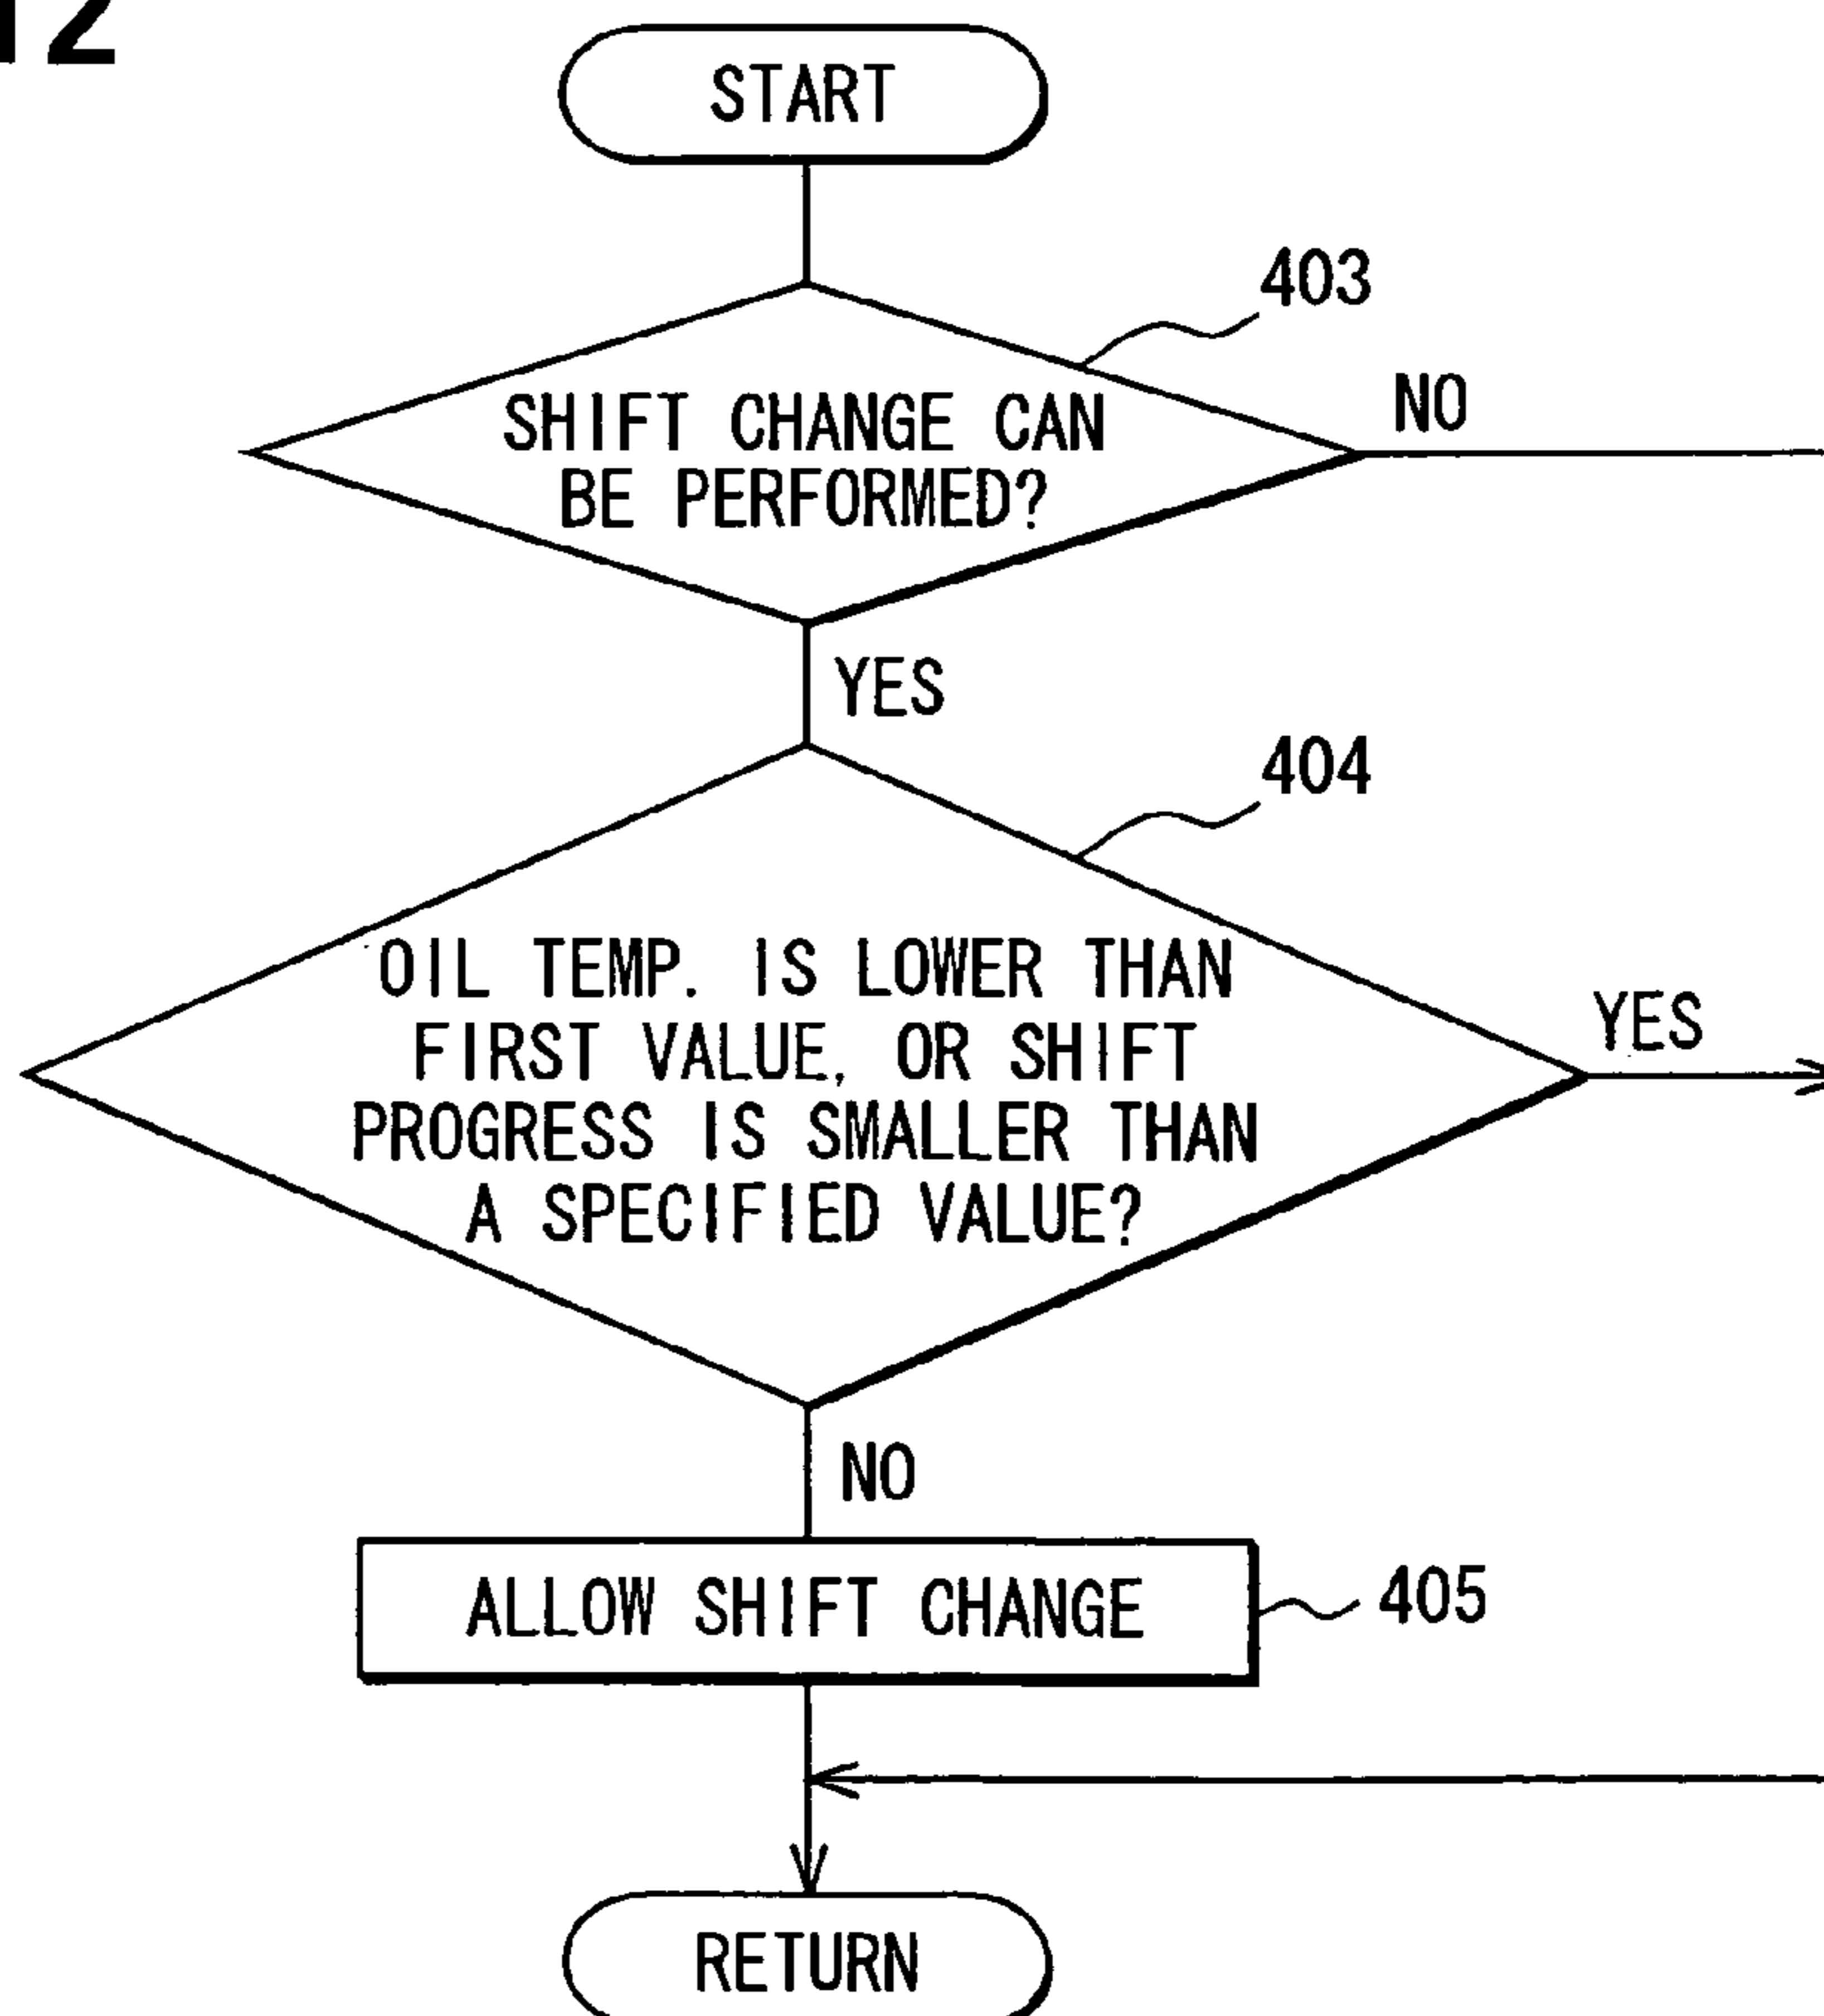 12
START
403
SHIFT CHANGE CAN
BE PERFORMED?
NO
YES
404
OIL TEMP. IS LOWER THAN
FIRST VALUE, OR SHIFT
PROGRESS IS SMALLER THAN
A SPECIFIED VALUE?
YES
NO
ALLOW SHIFT CHANGE
405
RETURN